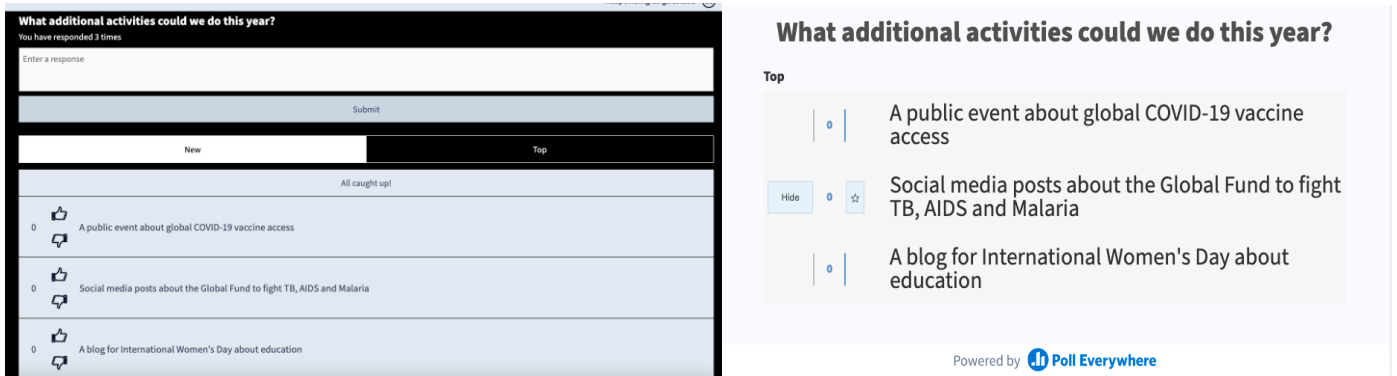 What additional activities could we do this year?
You have responded 3 times
Enter a response
Submit
New
Top
All caught up!
0
A public event about global COVID-19 vaccine access
0
Social media posts about the Global Fund to fight TB, AIDS and Malaria
0
A blog for International Women's Day about education
What additional activities could we do this year?
Top
0
A public event about global COVID-19 vaccine
access
Hide
0
Social media posts about the Global Fund to fight
TB, AIDS and Malaria
0
A blog for International Women's Day about
education
Powered by Poll Everywhere